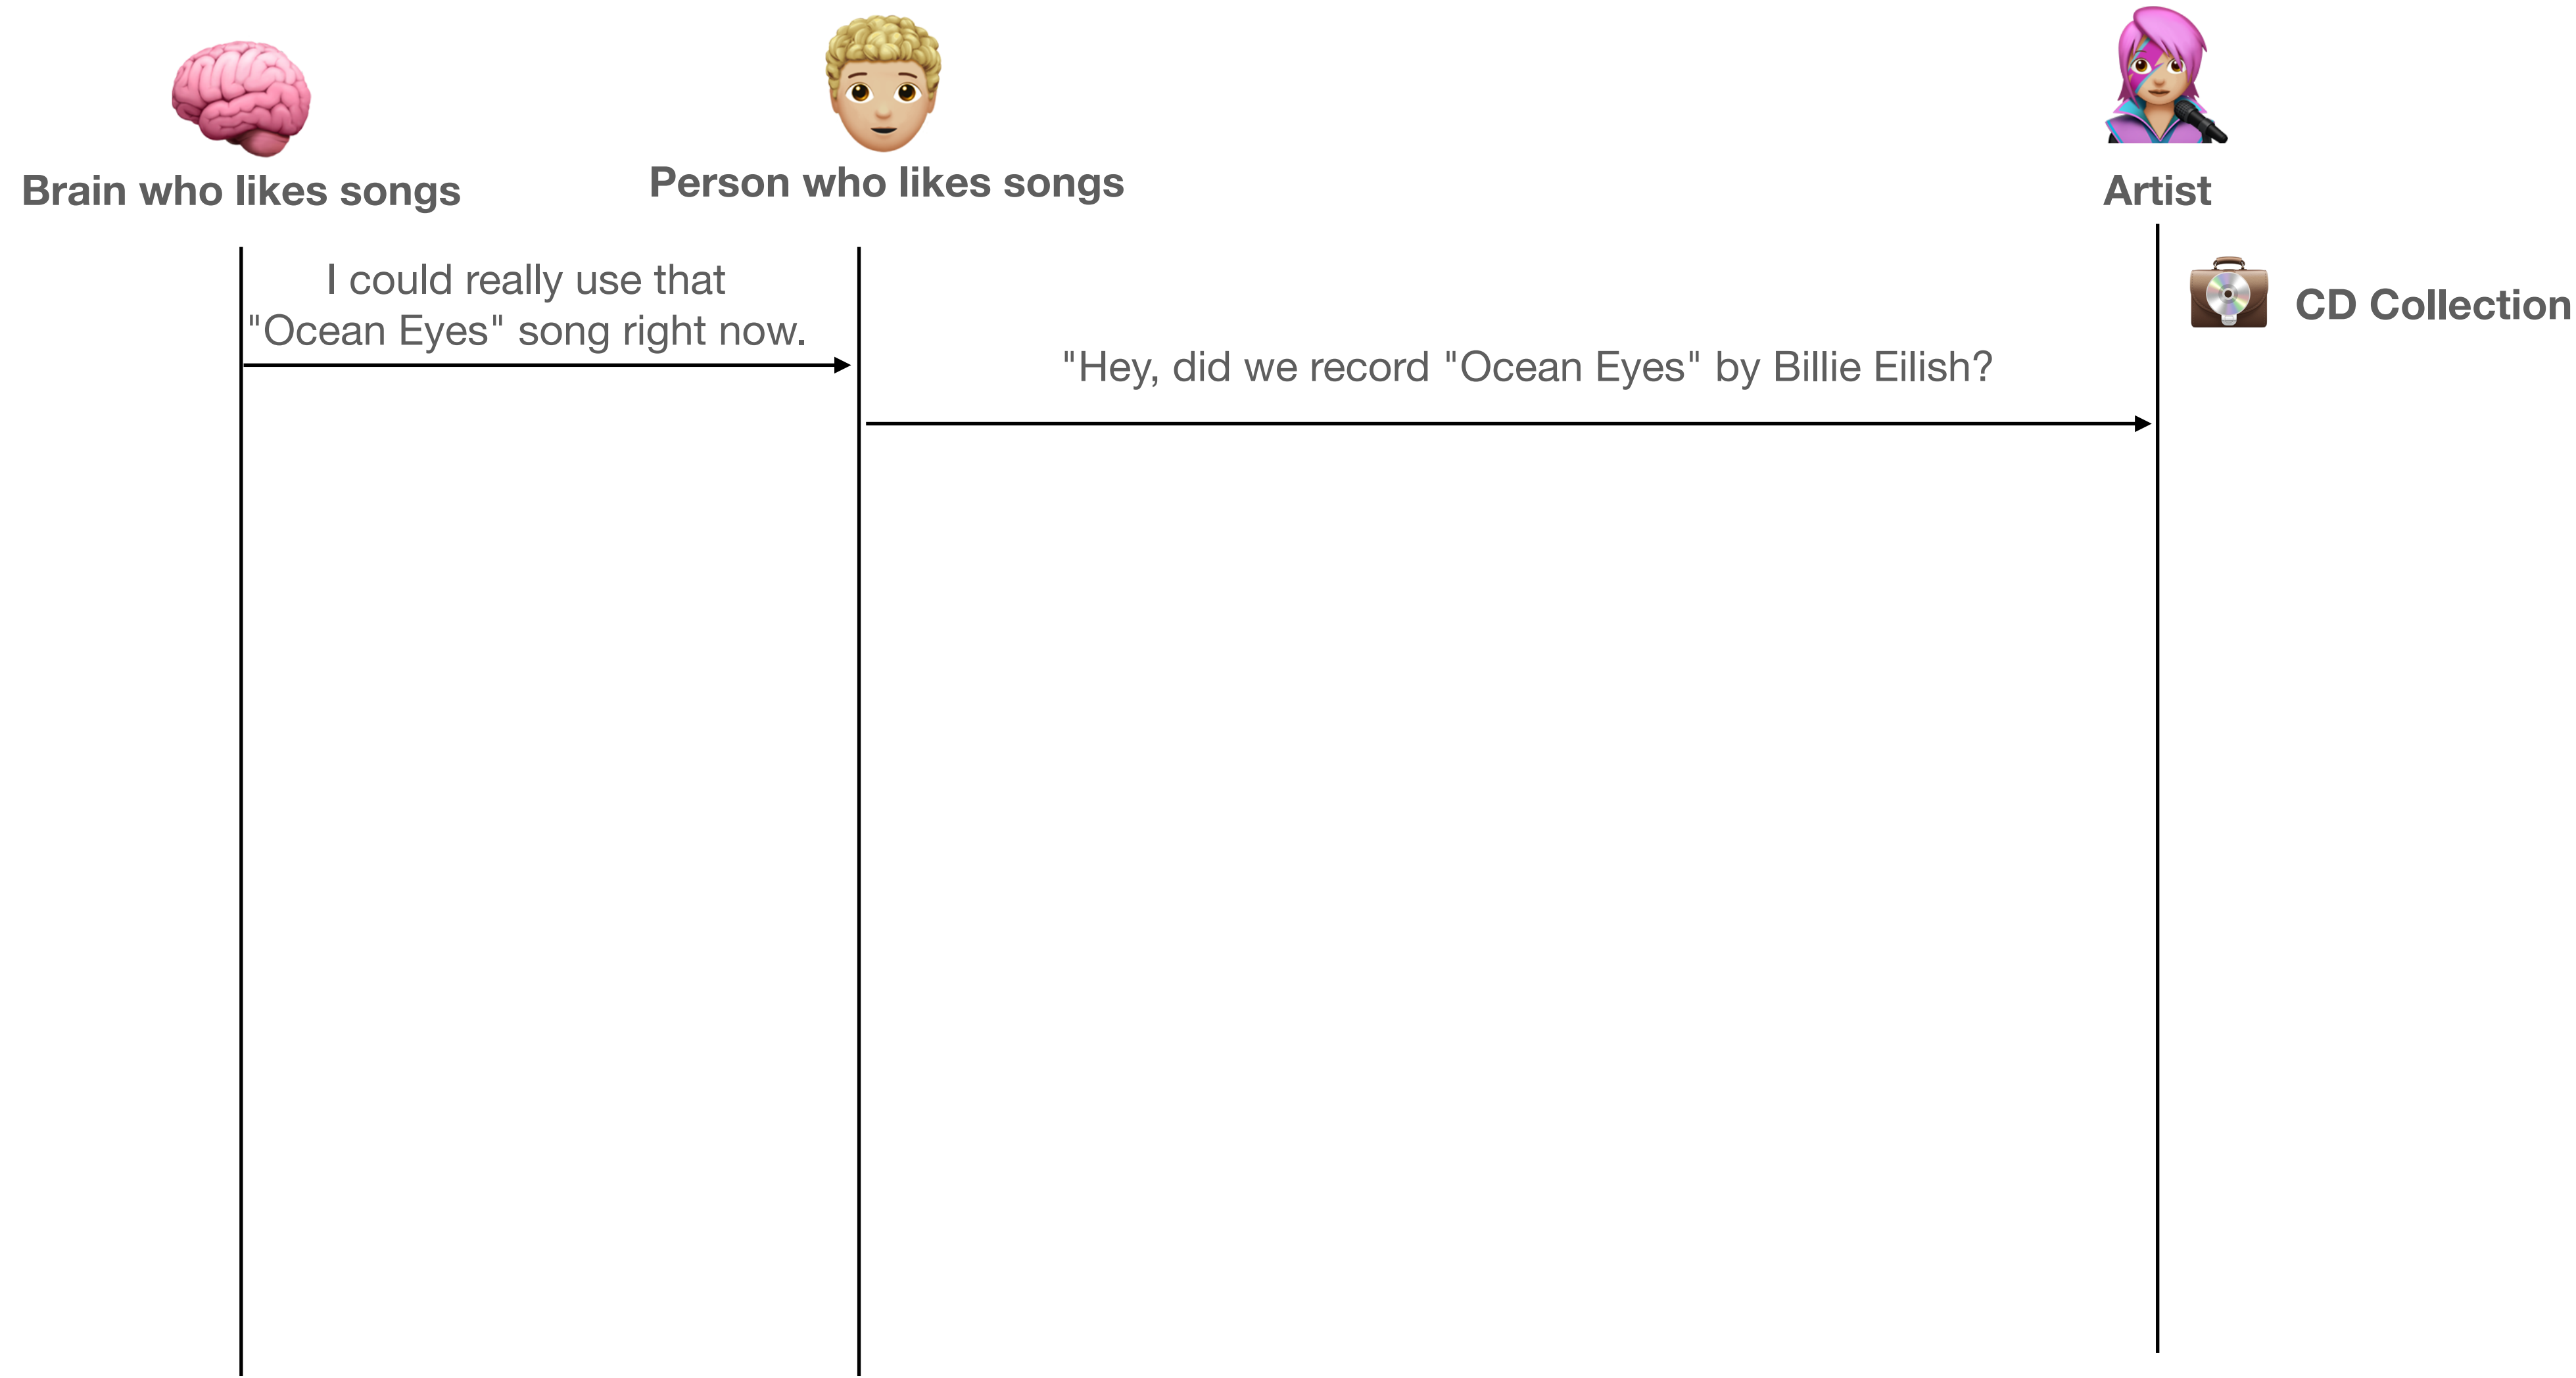 Brain who likes songs
Person who likes songs
Artist
I could really use that
"Ocean Eyes" song right now.
CD Collection
"Hey, did we record "Ocean Eyes" by Billie Eilish?